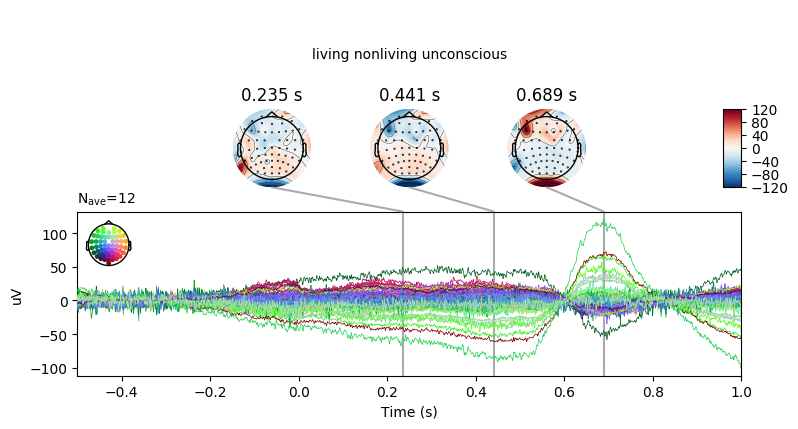 living nonliving unconscious
0.235 s 0.441 s 0.689 s
120
80
40
0
−40
−80
−120
Nave=12
100
50
0
−50
−100
uV
−0.4 −0.2 0.0 0.2 0.4 0.6 0.8 1.0
Time (s)